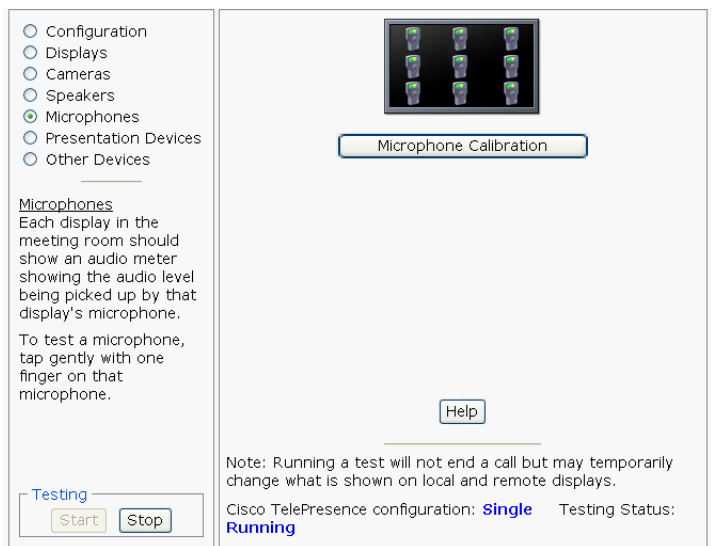 Configuration
Displays
Cameras
Speakers
Microphones
Presentation Devices
Other Devices
Microphones
Each display in the
meeting room should
show an audio meter
showing the audio level
being picked up by that
display's microphone.
To test a microphone,
tap gently with one
finger on that
microphone.
Testing
Start Stop
Microphone Calibration
Help
Note: Running a test will not end a call but may temporarily
change what is shown on local and remote displays.
Cisco TelePresence configuration: Single Testing Status:
Running